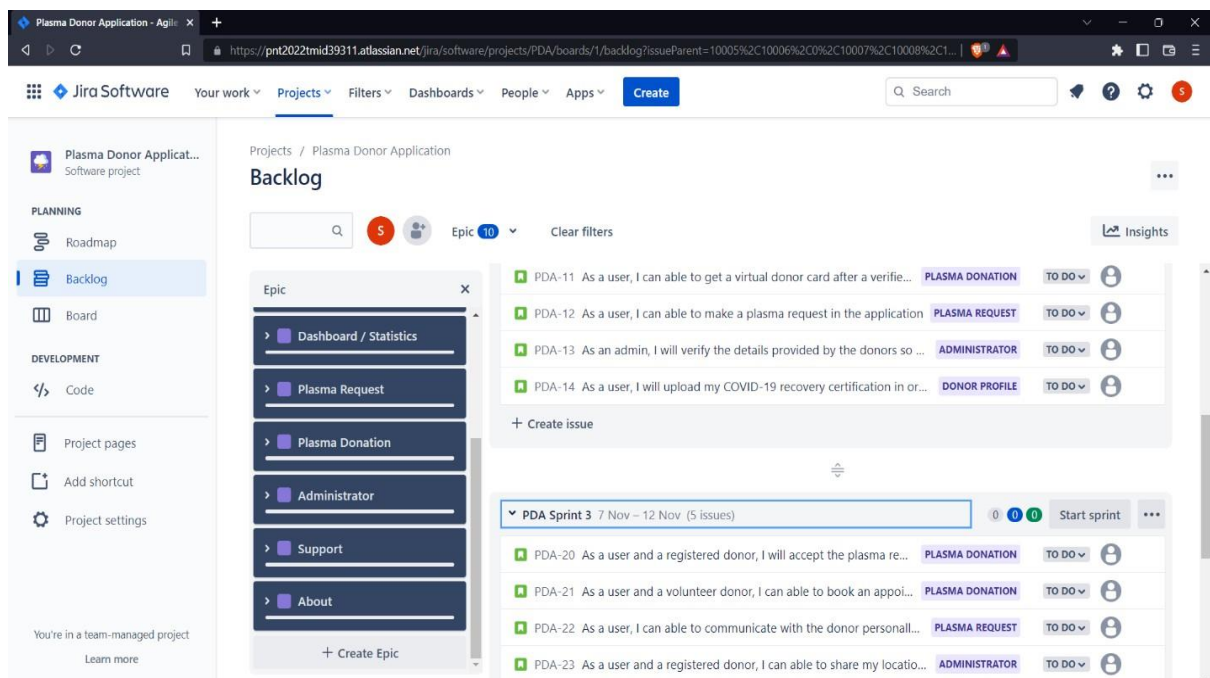 Plasma Donor Application - Agile
https://pnt2022tmid39311.atlassian.net/jira/software/projects/PDA/boards/1/backlog?issueParent=10005%2C10006%2C0%2C10007%2C10008%2C1...
Jira Software Your work Projects Filters Dashboards People Apps Create Search S
Plasma Donor Applicat...
Software project
PLANNING
Roadmap
Backlog
Board
DEVELOPMENT
Code
Project pages
Add shortcut
Project settings
You're in a team-managed project
Learn more
Projects / Plasma Donor Application
Backlog
S Epic 10 Clear filters Insights
Epic
Dashboard / Statistics
Plasma Request
Plasma Donation
Administrator
Support
About
+ Create Epic
PDA-11 As a user, I can able to get a virtual donor card after a verifie... PLASMA DONATION TO DO
PDA-12 As a user, I can able to make a plasma request in the application PLASMA REQUEST TO DO
PDA-13 As an admin, I will verify the details provided by the donors so ... ADMINISTRATOR TO DO
PDA-14 As a user, I will upload my COVID-19 recovery certification in or... DONOR PROFILE TO DO
+ Create issue
PDA Sprint 3 7 Nov – 12 Nov (5 issues) 0 0 0 Start sprint
PDA-20 As a user and a registered donor, I will accept the plasma re... PLASMA DONATION TO DO
PDA-21 As a user and a volunteer donor, I can able to book an appoi... PLASMA DONATION TO DO
PDA-22 As a user, I can able to communicate with the donor personall... PLASMA REQUEST TO DO
PDA-23 As a user and a registered donor, I can able to share my locatio... ADMINISTRATOR TO DO